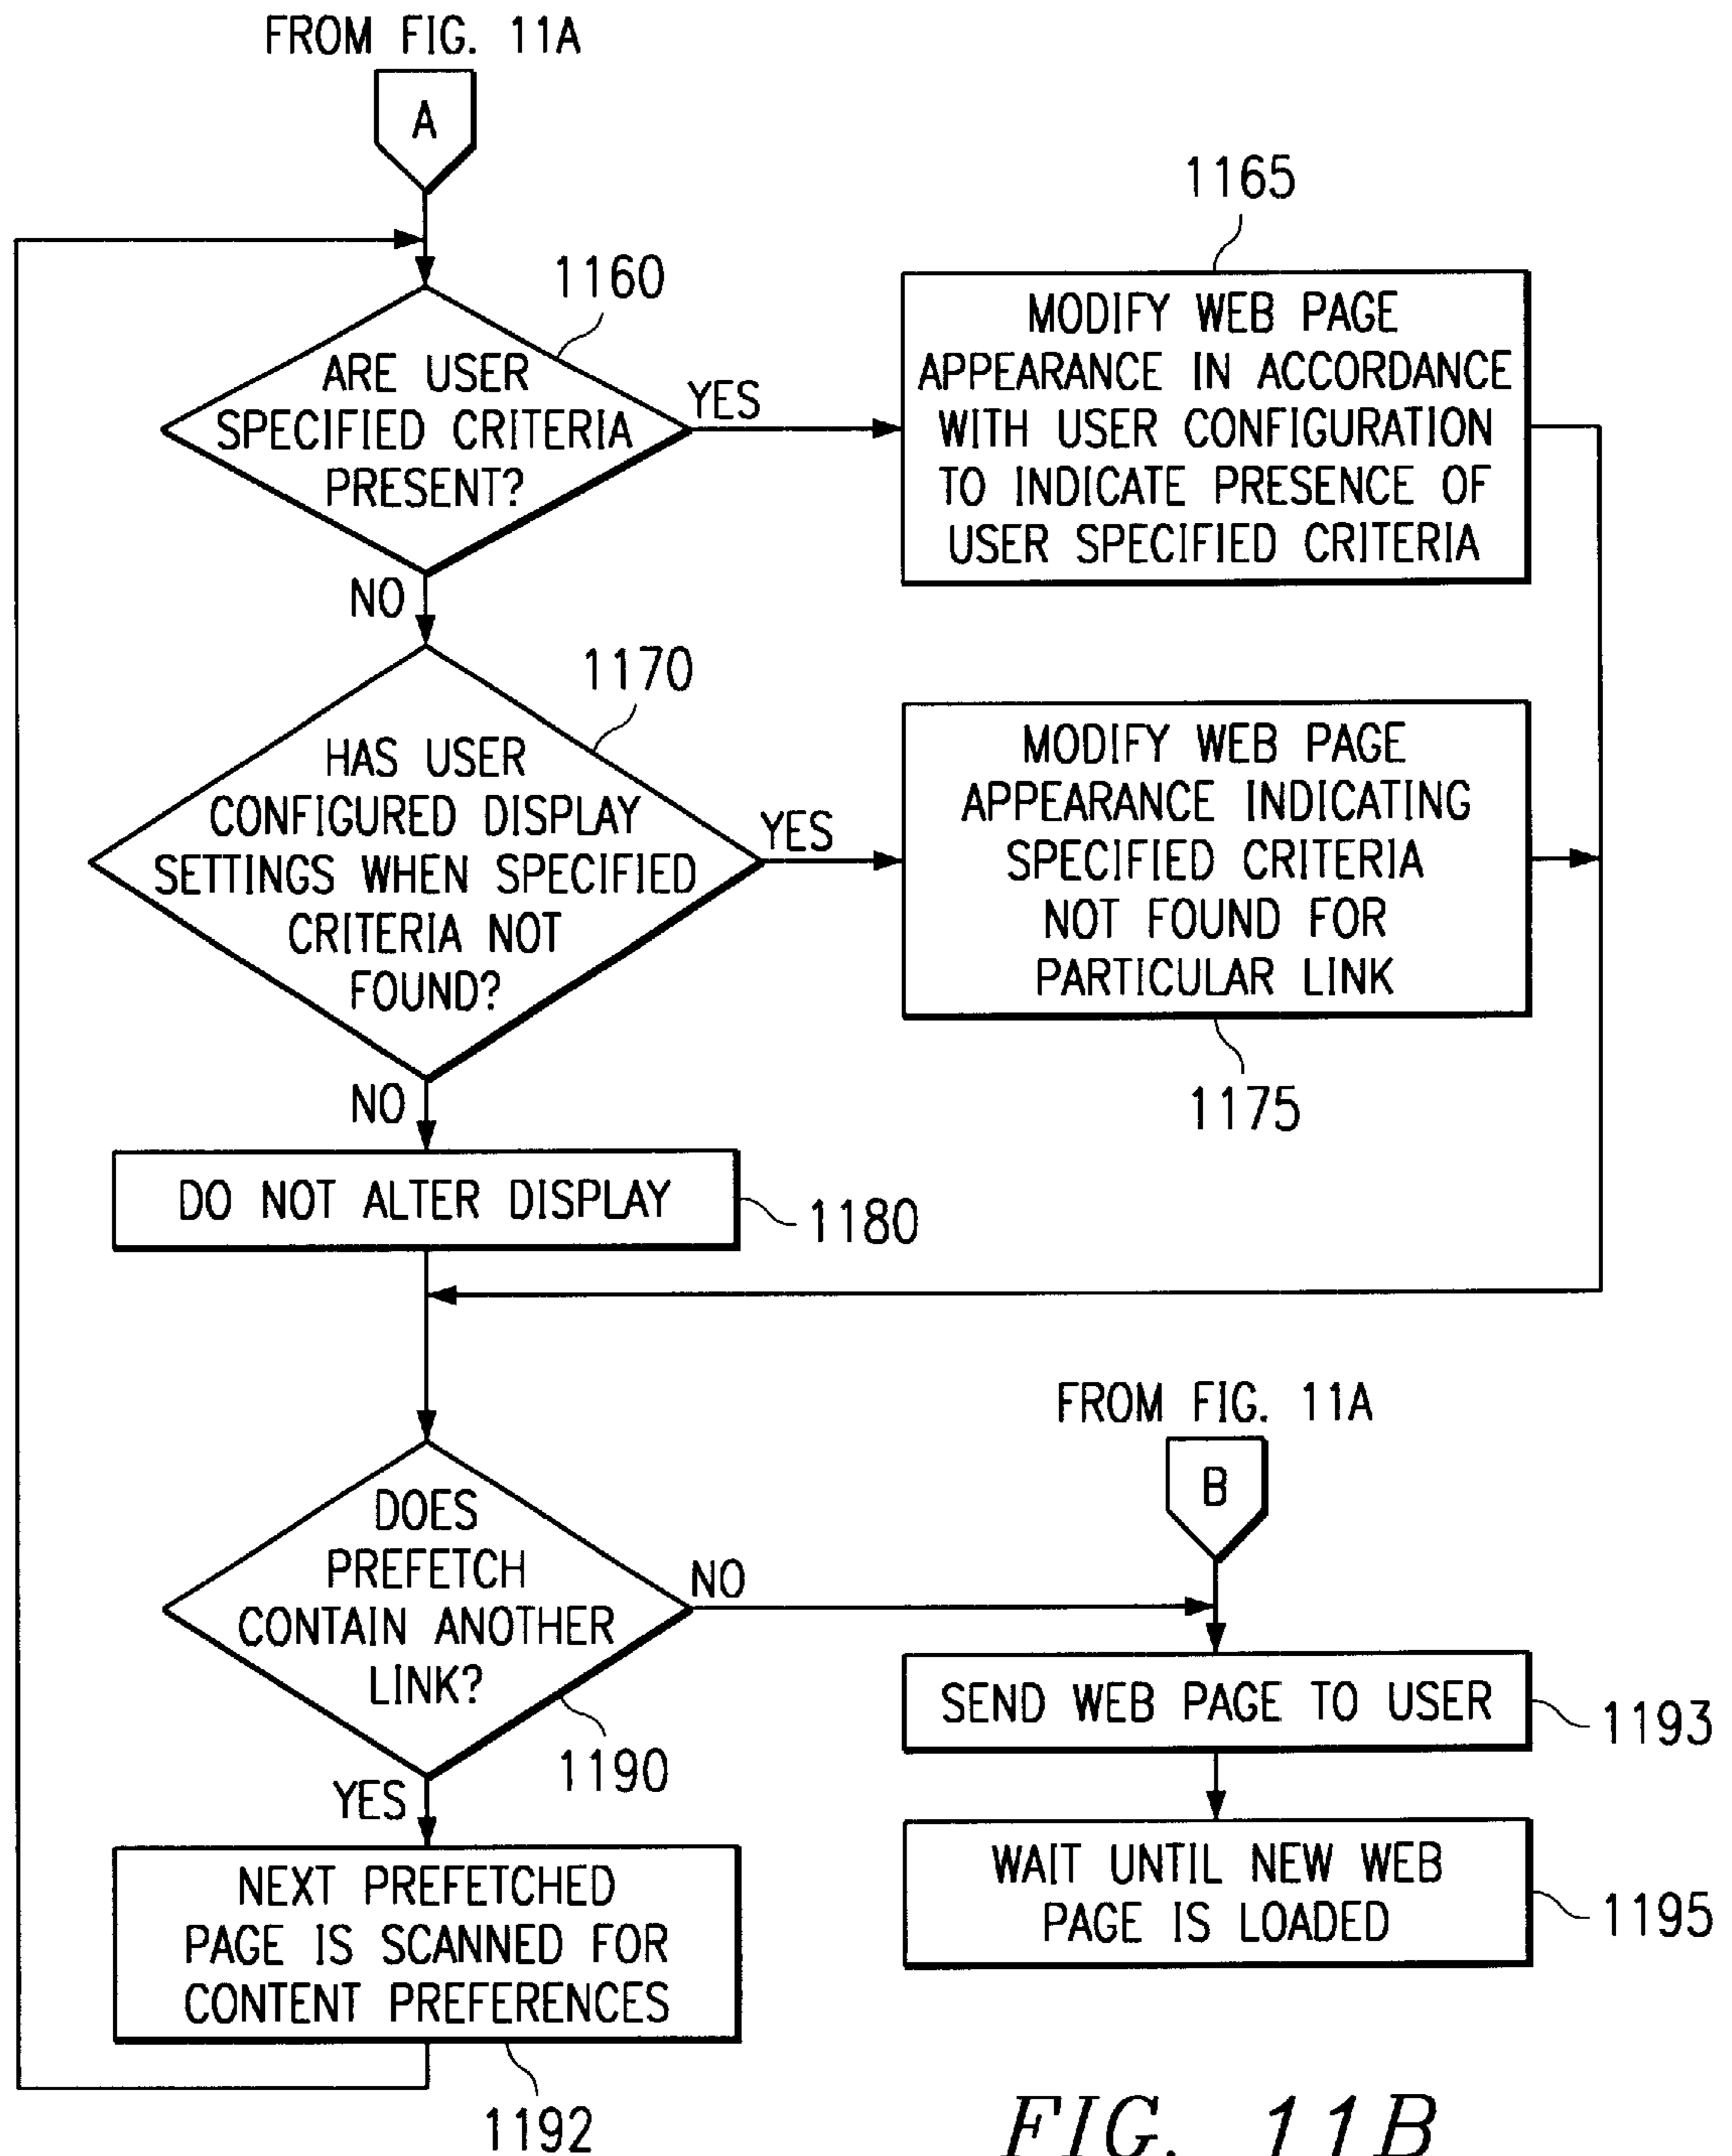 FROM FIG. 11A
A
1160
ARE USER
SPECIFIED CRITERIA
PRESENT?
YES
NO
1165
MODIFY WEB PAGE
APPEARANCE IN ACCORDANCE
WITH USER CONFIGURATION
TO INDICATE PRESENCE OF
USER SPECIFIED CRITERIA
1170
HAS USER
CONFIGURED DISPLAY
SETTINGS WHEN SPECIFIED
CRITERIA NOT
FOUND?
YES
NO
MODIFY WEB PAGE
APPEARANCE INDICATING
SPECIFIED CRITERIA
NOT FOUND FOR
PARTICULAR LINK
1175
DO NOT ALTER DISPLAY
1180
DOES
PREFETCH
CONTAIN ANOTHER
LINK?
NO
1190
YES
FROM FIG. 11A
B
SEND WEB PAGE TO USER
1193
WAIT UNTIL NEW WEB
PAGE IS LOADED
1195
NEXT PREFETCHED
PAGE IS SCANNED FOR
CONTENT PREFERENCES
1192
FIG. 11B